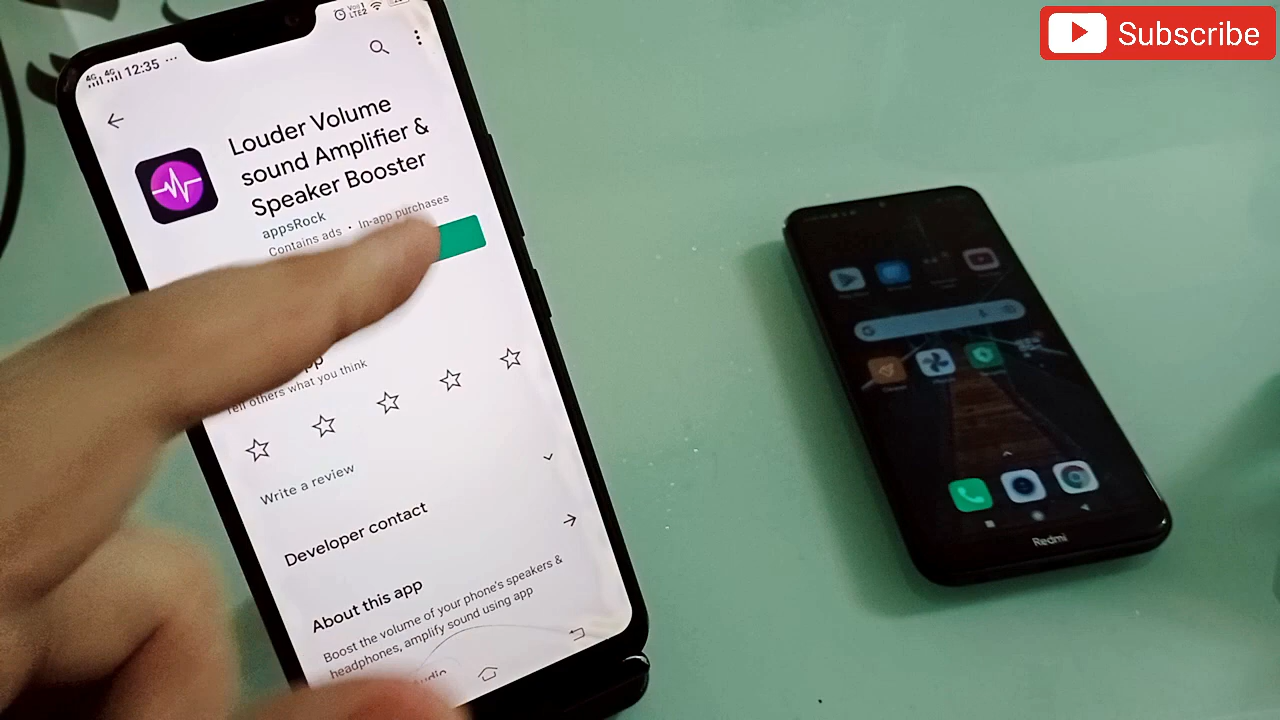 Subscribe
4G 4G 12:35 ...
LTE2
Louder Volume
sound Amplifier &
Speaker Booster
appsRock
Contains ads • In-app purchases
Tell others what you think
Write a review
Developer contact
About this app
Boost the volume of your phone's speakers &
headphones, amplify sound using app
Redmi